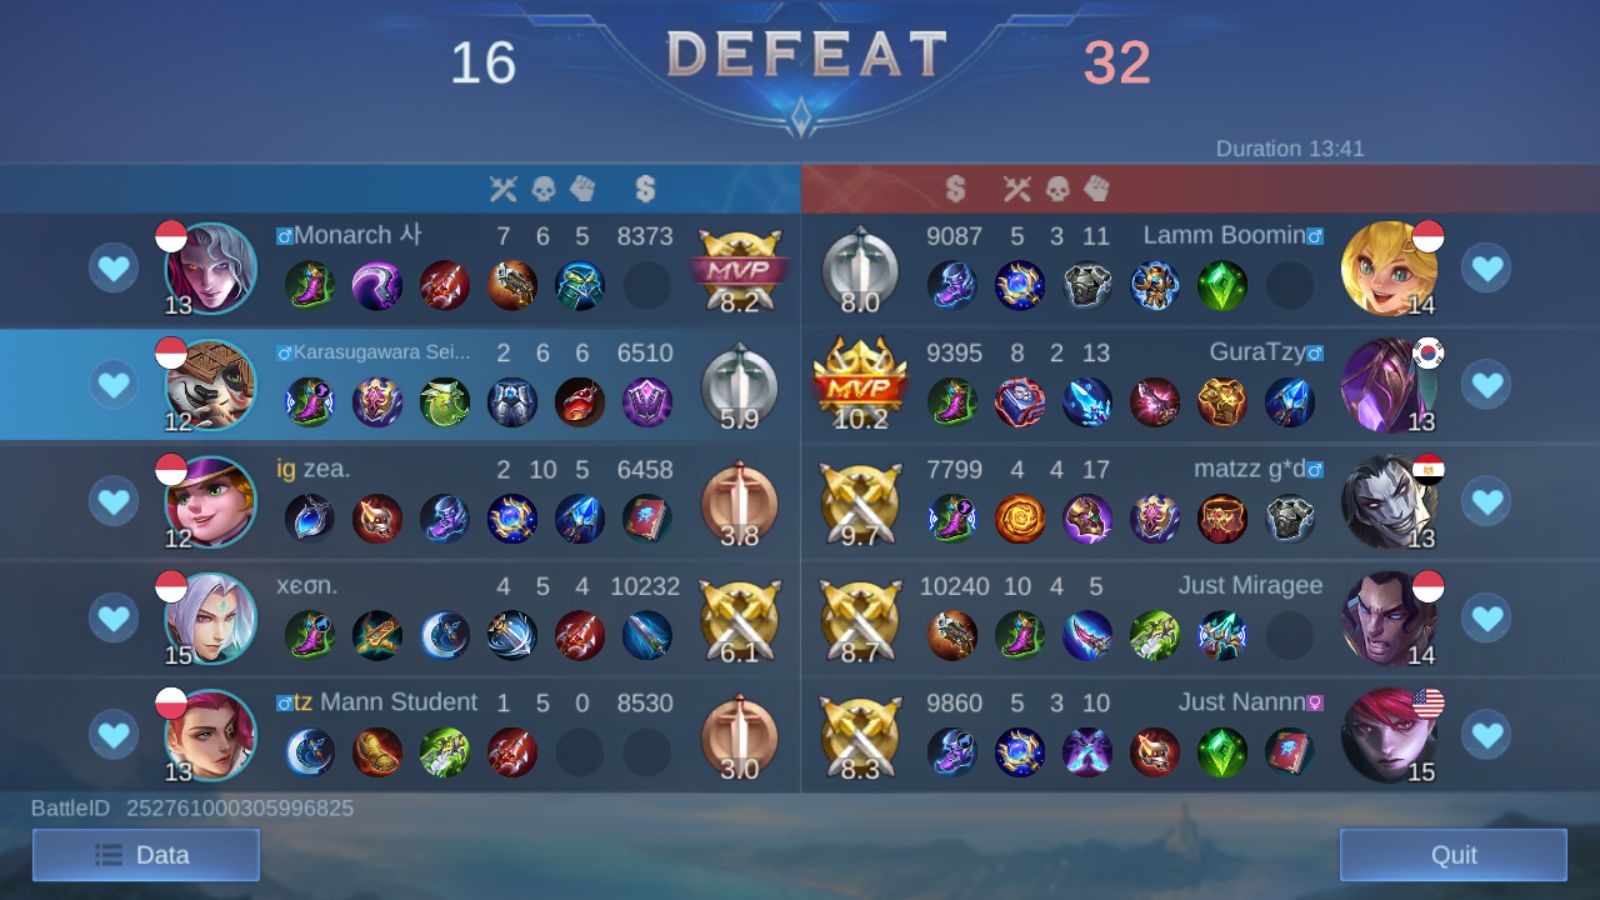 16 DEFEAT 32
Duration 13:41
Monarch 사 7 6 5 8373 MVP 8.2 13
9087 5 3 11 Lamm Boomin 8.0 14
Karasugawara Sei... 2 6 6 6510 5.9 12
9395 8 2 13 GuraTzy MVP 10.2 13
ig zea. 2 10 5 6458 3.8 12
7799 4 4 17 matzz g*d 9.7 13
xєσn. 4 5 4 10232 6.1 15
10240 10 4 5 Just Miragee 8.7 14
tz Mann Student 1 5 0 8530 3.0 13
9860 5 3 10 Just Nannn 8.3 15
BattleID 252761000305996825
Data
Quit